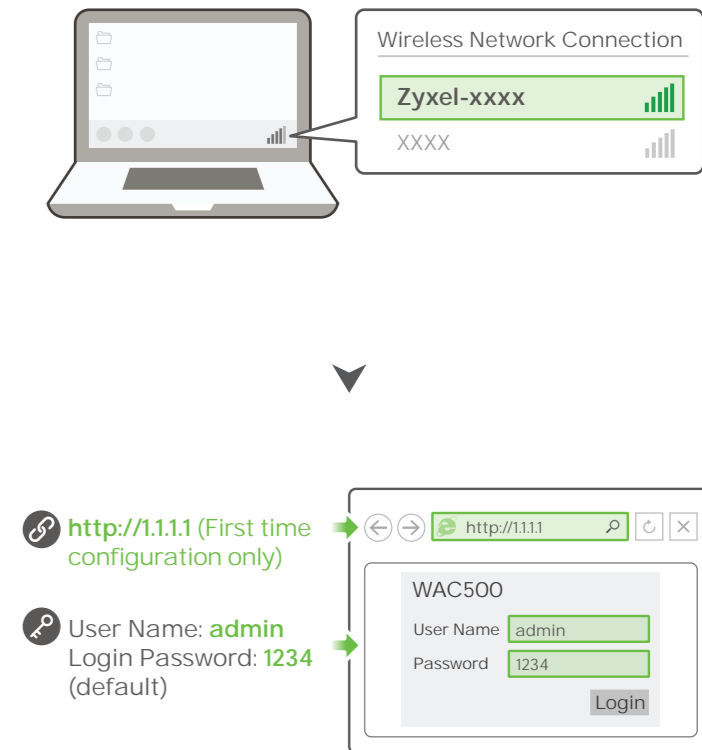 Wireless Network Connection
Zyxel-xxxx
XXXX
http://1.1.1.1 (First time
configuration only)
http://1.1.1.1
User Name: admin
Login Password: 1234
(default)
WAC500
User Name admin
Password 1234
Login